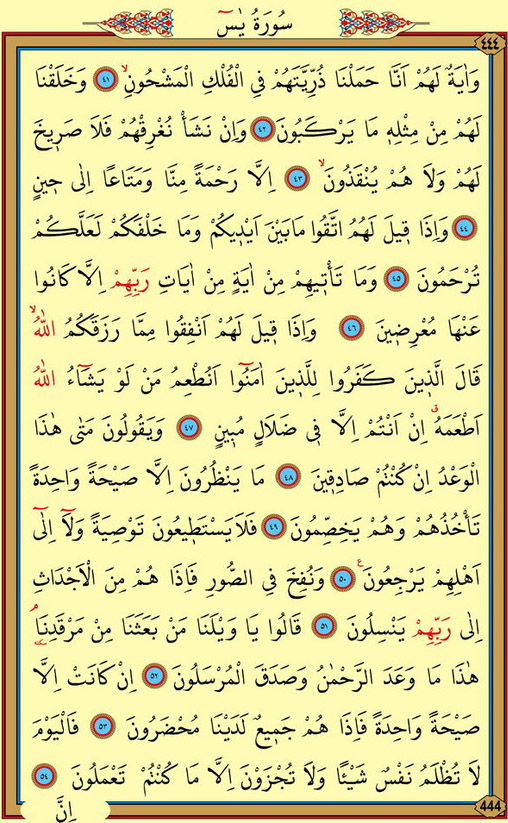 سُورَةُ يٰسٓ
٤٤٤
وَاٰيَةٌ لَهُمْ اَنَّا حَمَلْنَا ذُرِّيَّتَهُمْ فِي الْفُلْكِ الْمَشْحُونِۙ ٤١ وَخَلَقْنَا
لَهُمْ مِنْ مِثْلِه۪ مَا يَرْكَبُونَ ٤٢ وَاِنْ نَشَأْ نُغْرِقْهُمْ فَلَا صَر۪يخَ
لَهُمْ وَلَا هُمْ يُنْقَذُونَۙ ٤٣ اِلَّا رَحْمَةً مِنَّا وَمَتَاعًا اِلٰى ح۪ينٍ
٤٤ وَاِذَا ق۪يلَ لَهُمُ اتَّقُوا مَا بَيْنَ اَيْد۪يكُمْ وَمَا خَلْفَكُمْ لَعَلَّكُمْ
تُرْحَمُونَ ٤٥ وَمَا تَأْت۪يهِمْ مِنْ اٰيَةٍ مِنْ اٰيَاتِ رَبِّهِمْ اِلَّا كَانُوا
عَنْهَا مُعْرِض۪ينَ ٤٦ وَاِذَا ق۪يلَ لَهُمْ اَنْفِقُوا مِمَّا رَزَقَكُمُ اللّٰهُۙ
قَالَ الَّذ۪ينَ كَفَرُوا لِلَّذ۪ينَ اٰمَنُٓوا اَنُطْعِمُ مَنْ لَوْ يَشَٓاءُ اللّٰهُ
اَطْعَمَهُۗ اِنْ اَنْتُمْ اِلَّا ف۪ي ضَلَالٍ مُب۪ينٍ ٤٧ وَيَقُولُونَ مَتٰى هٰذَا
الْوَعْدُ اِنْ كُنْتُمْ صَادِق۪ينَ ٤٨ مَا يَنْظُرُونَ اِلَّا صَيْحَةً وَاحِدَةً
تَأْخُذُهُمْ وَهُمْ يَخِصِّمُونَ ٤٩ فَلَا يَسْتَط۪يعُونَ تَوْصِيَةً وَلَٓا اِلٰٓى
اَهْلِهِمْ يَرْجِعُونَ۟ ٥٠ وَنُفِخَ فِي الصُّورِ فَاِذَا هُمْ مِنَ الْاَجْدَاثِ
اِلٰى رَبِّهِمْ يَنْسِلُونَ ٥١ قَالُوا يَا وَيْلَنَا مَنْ بَعَثَنَا مِنْ مَرْقَدِنَاۢ
هٰذَا مَا وَعَدَ الرَّحْمٰنُ وَصَدَقَ الْمُرْسَلُونَ ٥٢ اِنْ كَانَتْ اِلَّا
صَيْحَةً وَاحِدَةً فَاِذَا هُمْ جَم۪يعٌ لَدَيْنَا مُحْضَرُونَ ٥٣ فَالْيَوْمَ
لَا تُظْلَمُ نَفْسٌ شَيْـًٔا وَلَا تُجْزَوْنَ اِلَّا مَا كُنْتُمْ تَعْمَلُونَ ٥٤
اِنَّ
444